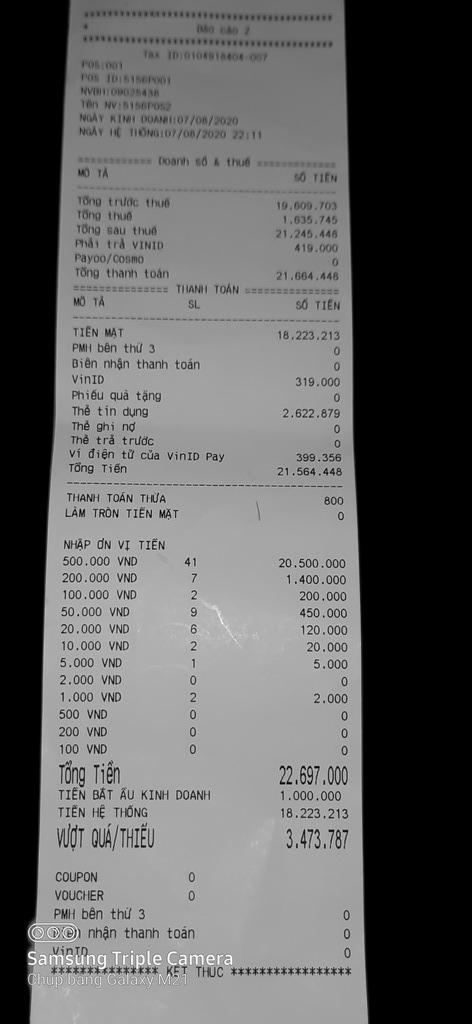 ********************************
* Báo cáo Z
********************************
Tax ID:0104918404-007
POS:001
POS ID:5156P001
NVBH:09025438
Tên NV:5156P052
NGÀY KINH DOANH:07/08/2020
NGÀY HỆ THỐNG:07/08/2020 22:11
============ Doanh số & thuế =============
MÔ TẢ SỐ TIỀN
Tổng trước thuế 19.609.703
Tổng thuế 1.635.745
Tổng sau thuế 21.245.448
Phải trả VINID 419.000
Payoo/Cosmo 0
Tổng thanh toán 21.664.448
=============== THANH TOÁN ===============
MÔ TẢ SL SỐ TIỀN
TIỀN MẶT 18.223.213
PMH bên thứ 3 0
Biên nhận thanh toán 0
VinID 319.000
Phiếu quà tặng 0
Thẻ tín dụng 2.622.879
Thẻ ghi nợ 0
Thẻ trả trước 0
Ví điện tử của VinID Pay 399.356
Tổng Tiền 21.564.448
THANH TOÁN THỪA 800
LÀM TRÒN TIỀN MẶT 0
NHẬP ƠN VỊ TIỀN
500.000 VND 41 20.500.000
200.000 VND 7 1.400.000
100.000 VND 2 200.000
50.000 VND 9 450.000
20.000 VND 6 120.000
10.000 VND 2 20.000
5.000 VND 1 5.000
2.000 VND 0 0
1.000 VND 2 2.000
500 VND 0 0
200 VND 0 0
100 VND 0 0
Tổng Tiền 22.697.000
TIỀN BẮT ẦU KINH DOANH 1.000.000
TIỀN HỆ THỐNG 18.223.213
VƯỢT QUÁ/THIẾU 3.473.787
COUPON 0
VOUCHER 0
PMH bên thứ 3 0
nhận thanh toán 0
VinID 0
Samsung Triple Camera
*************** KẾT THÚC *****************
Chụp bằng Galaxy M21